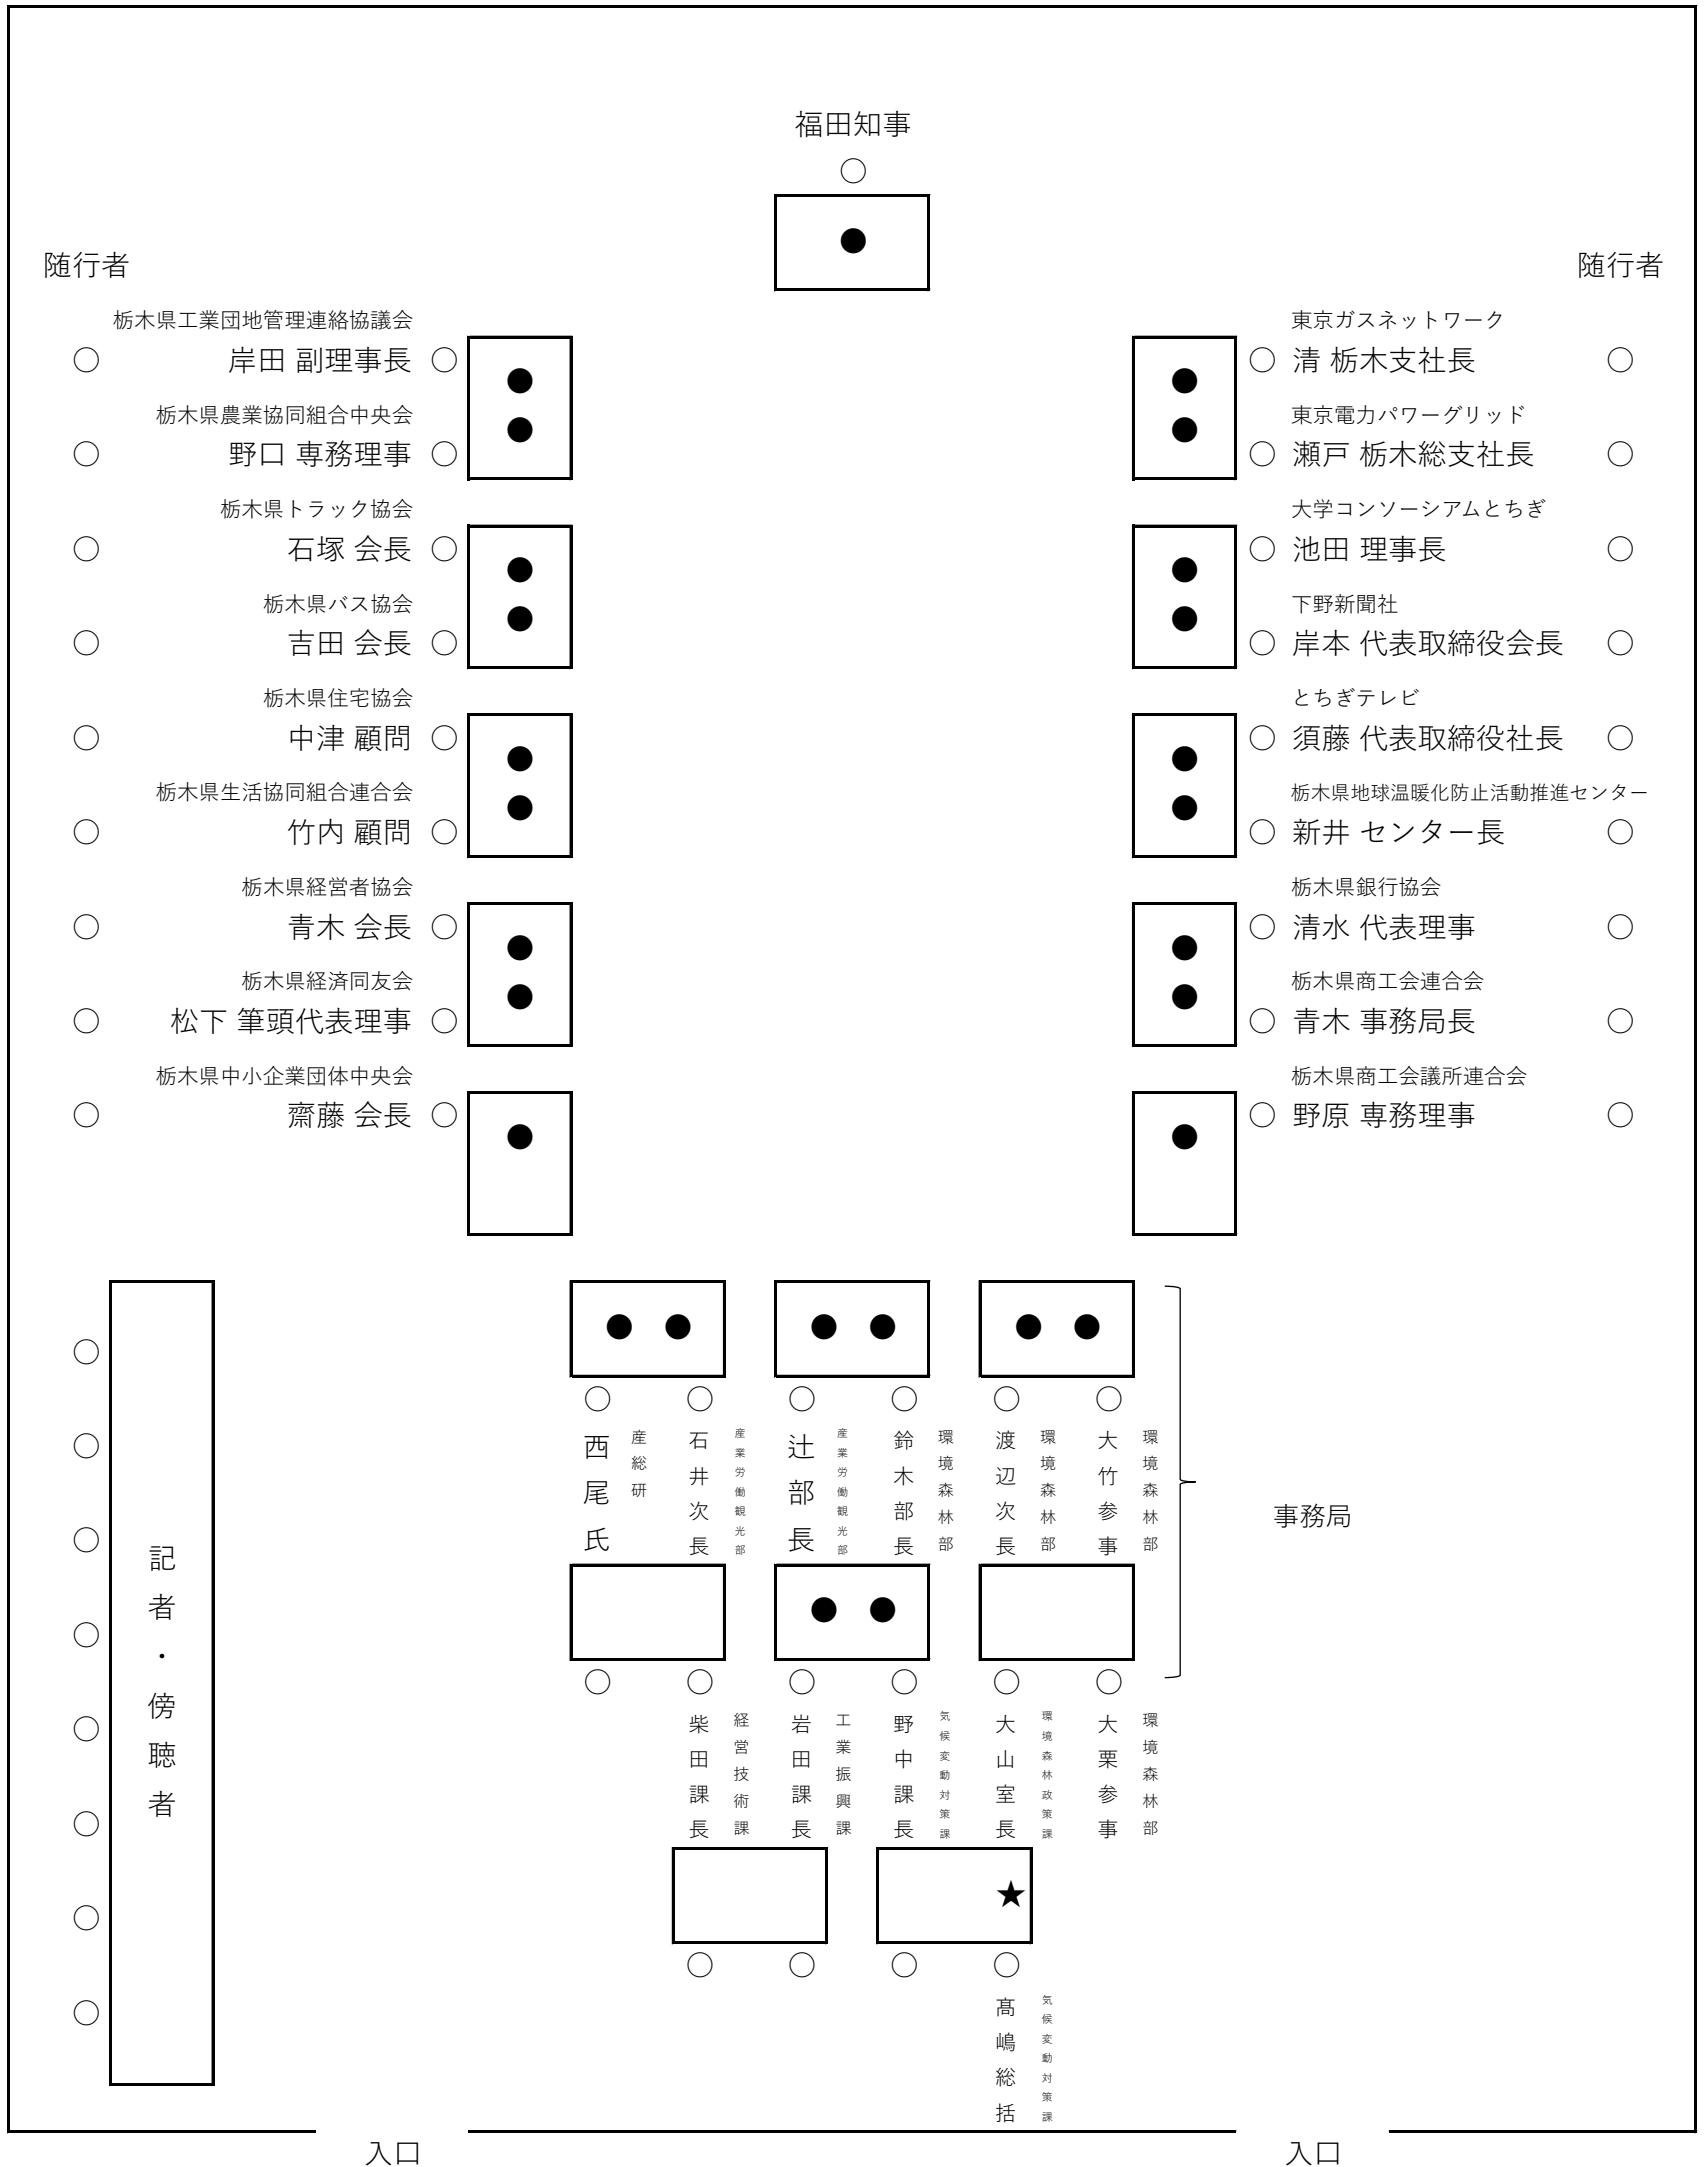 福田知事
随行者
栃木県工業団地管理連絡協議会
岸田 副理事長
栃木県農業協同組合中央会
野口 専務理事
栃木県トラック協会
石塚 会長
栃木県バス協会
吉田 会長
栃木県住宅協会
中津 顧問
栃木県生活協同組合連合会
竹内 顧問
栃木県経営者協会
青木 会長
栃木県経済同友会
松下 筆頭代表理事
栃木県中小企業団体中央会
齋藤 会長
随行者
東京ガスネットワーク
清 栃木支社長
東京電力パワーグリッド
瀬戸 栃木総支社長
大学コンソーシアムとちぎ
池田 理事長
下野新聞社
岸本 代表取締役会長
とちぎテレビ
須藤 代表取締役社長
栃木県地球温暖化防止活動推進センター
新井 センター長
栃木県銀行協会
清水 代表理事
栃木県商工会連合会
青木 事務局長
栃木県商工会議所連合会
野原 専務理事
記者・傍聴者
産総研
西尾氏
産業労働観光部
石井次長
産業労働観光部
辻部長
環境森林部
鈴木部長
環境森林部
渡辺次長
環境森林部
大竹参事
事務局
経営技術課
柴田課長
工業振興課
岩田課長
気候変動対策課
野中課長
環境森林政策課
大山室長
環境森林部
大栗参事
★
気候変動対策課
髙嶋総括
入口
入口